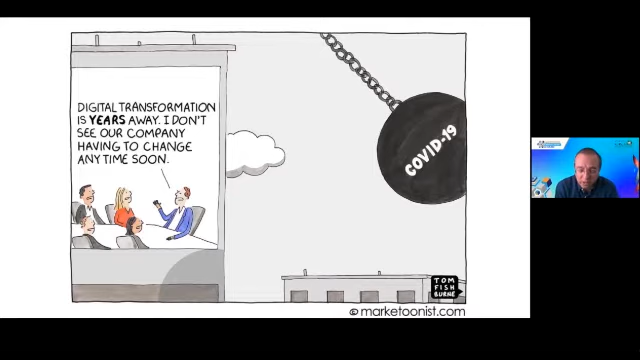 DIGITAL TRANSFORMATION
IS YEARS AWAY. I DON'T
SEE OUR COMPANY
HAVING TO CHANGE
ANY TIME SOON.
COVID-19
TOM
FISH
BURNE
© marketoonist.com